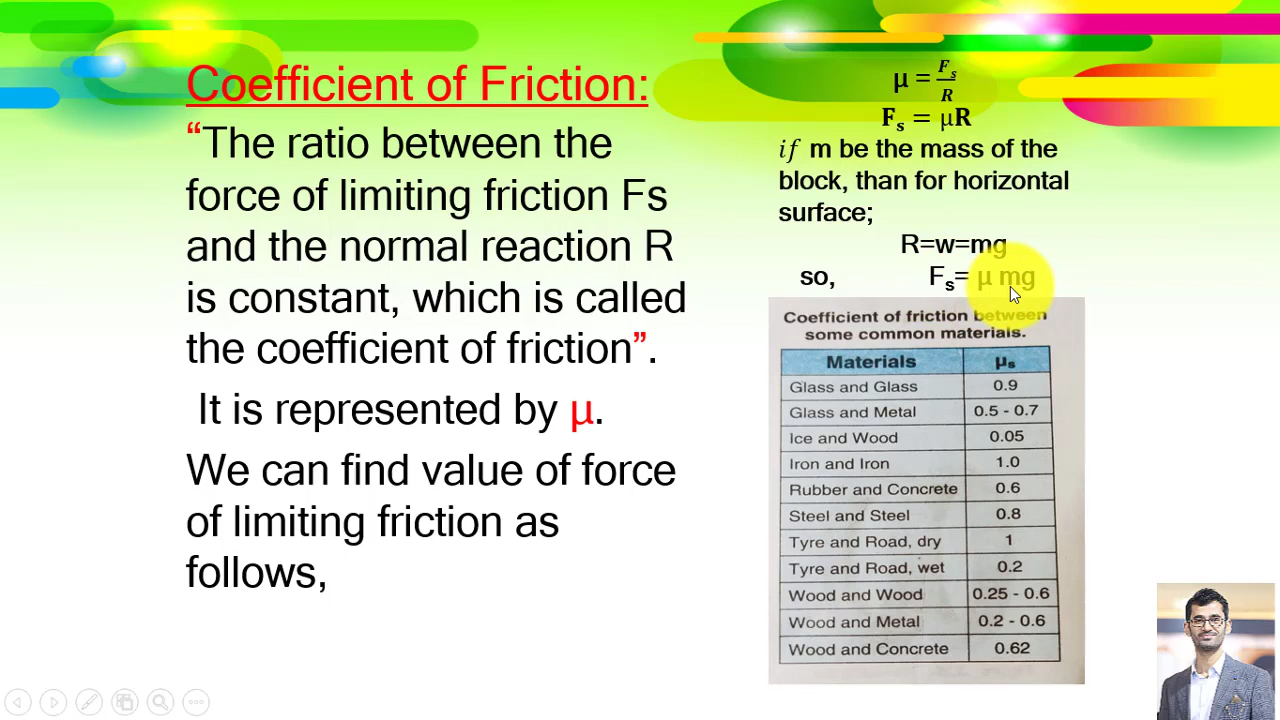 Coefficient of Friction:
“The ratio between the
force of limiting friction Fs
and the normal reaction R
is constant, which is called
the coefficient of friction”.
It is represented by μ.
We can find value of force
of limiting friction as
follows,
μ = Fₛ/R
Fₛ = μR
if m be the mass of the
block, than for horizontal
surface;
R=w=mg
so, Fₛ= μ mg
Coefficient of friction between
some common materials.
Materials μₛ
Glass and Glass 0.9
Glass and Metal 0.5 - 0.7
Ice and Wood 0.05
Iron and Iron 1.0
Rubber and Concrete 0.6
Steel and Steel 0.8
Tyre and Road, dry 1
Tyre and Road, wet 0.2
Wood and Wood 0.25 - 0.6
Wood and Metal 0.2 - 0.6
Wood and Concrete 0.62